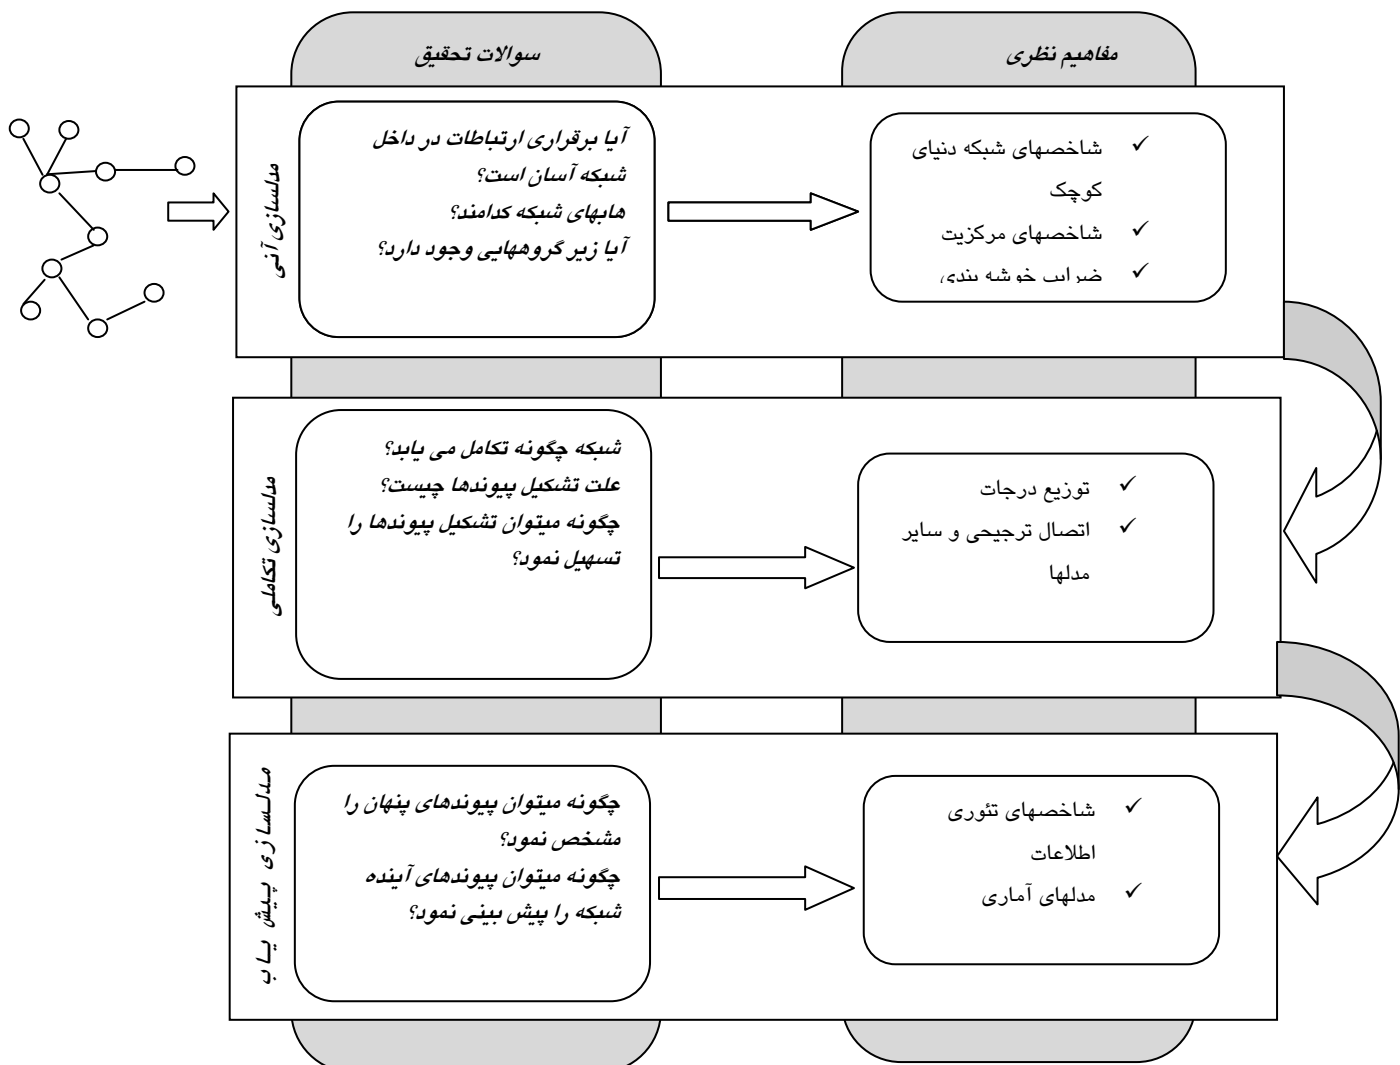 مفاهیم نظری
سوالات تحقیق
مدلسازی آنی
آیا برقراری ارتباطات در داخل
شبکه آسان است؟
هابهای شبکه کدامند؟
آیا زیر گروههایی وجود دارد؟
✓ شاخصهای شبکه دنیای
کوچک
✓ شاخصهای مرکزیت
✓ ضرایب خوشه بندی
مدلسازی تکاملی
شبکه چگونه تکامل می یابد؟
علت تشکیل پیوندها چیست؟
چگونه میتوان تشکیل پیوندها را
تسهیل نمود؟
✓ توزیع درجات
✓ اتصال ترجیحی و سایر
مدلها
مدلسازی پیش یاب
چگونه میتوان پیوندهای پنهان را
مشخص نمود؟
چگونه میتوان پیوندهای آینده
شبکه را پیش بینی نمود؟
✓ شاخصهای تئوری
اطلاعات
✓ مدلهای آماری